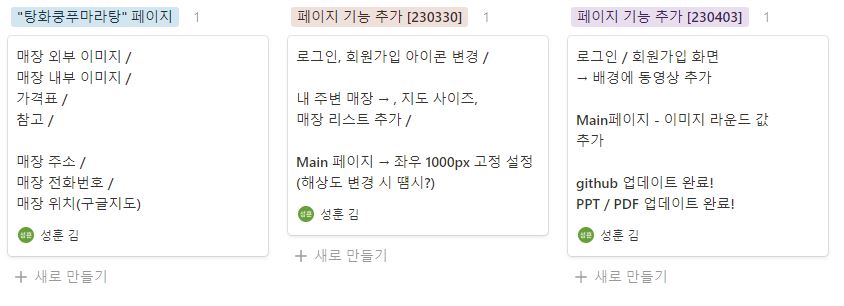 "탕화쿵푸마라탕" 페이지 1
매장 외부 이미지 /
매장 내부 이미지 /
가격표 /
참고 /
매장 주소 /
매장 전화번호 /
매장 위치(구글지도)
성훈 성훈 김
+ 새로 만들기
페이지 기능 추가 [230330] 1
로그인, 회원가입 아이콘 변경 /
내 주변 매장 → , 지도 사이즈,
매장 리스트 추가 /
Main 페이지 → 좌우 1000px 고정 설정
(해상도 변경 시 떔시?)
성훈 성훈 김
+ 새로 만들기
페이지 기능 추가 [230403] 1
로그인 / 회원가입 화면
→ 배경에 동영상 추가
Main페이지 - 이미지 라운드 값
추가
github 업데이트 완료!
PPT / PDF 업데이트 완료!
성훈 성훈 김
+ 새로 만들기